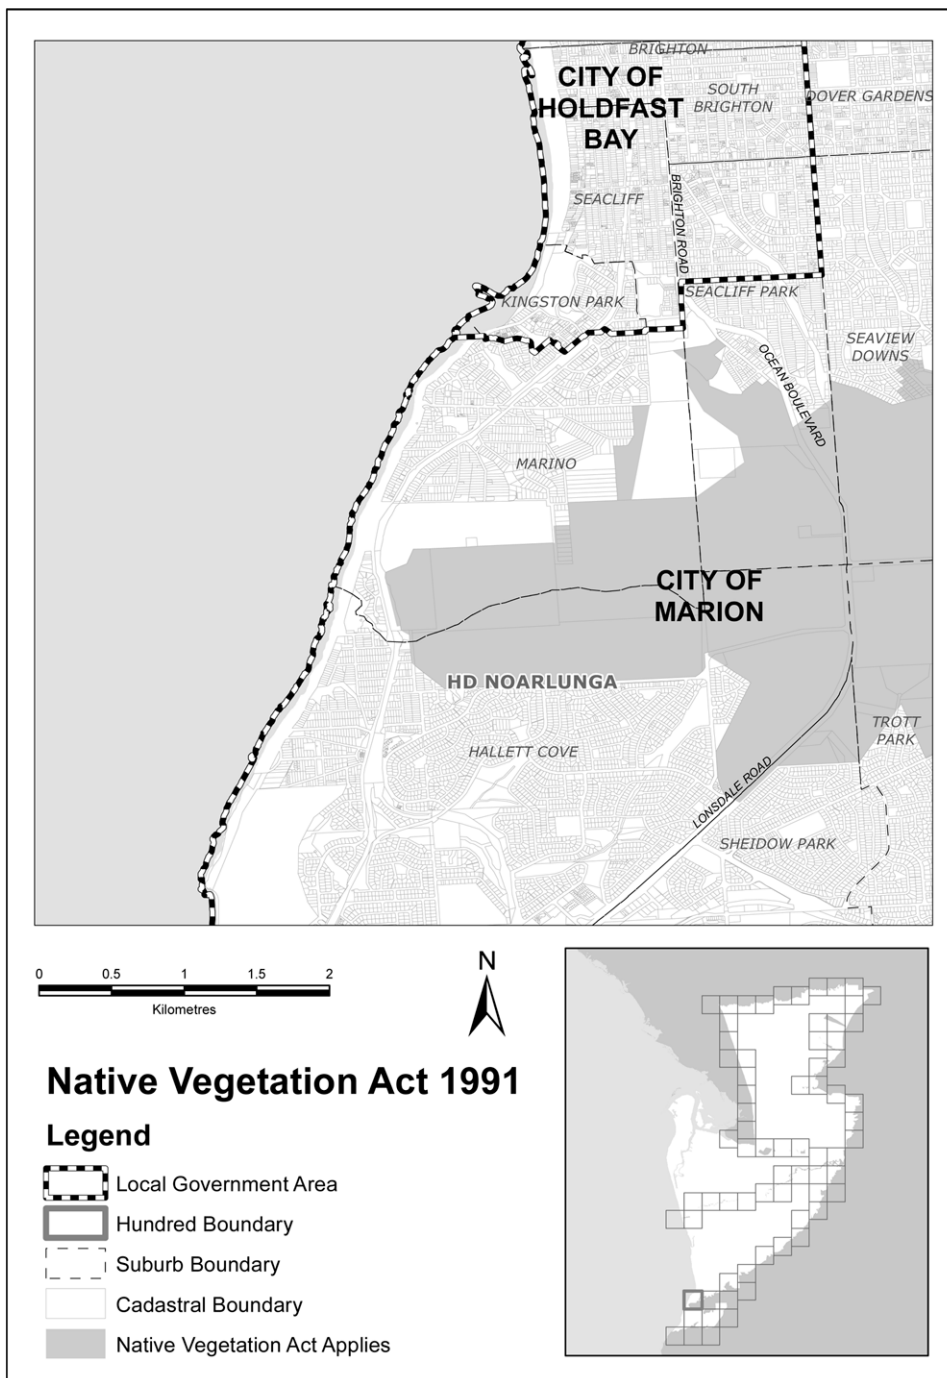 BRIGHTON
CITY OF
HOLDFAST
BAY
SOUTH
BRIGHTON
DOVER GARDENS
SEACLIFF
BRIGHTON ROAD
KINGSTON PARK
SEACLIFF PARK
SEAVIEW
DOWNS
OCEAN BOULEVARD
MARINO
CITY OF
MARION
HD NOARLUNGA
HALLETT COVE
TROTT
PARK
LONSDALE ROAD
SHEIDOW PARK
0 0.5 1 1.5 2
Kilometres
N
Native Vegetation Act 1991
Legend
Local Government Area
Hundred Boundary
Suburb Boundary
Cadastral Boundary
Native Vegetation Act Applies